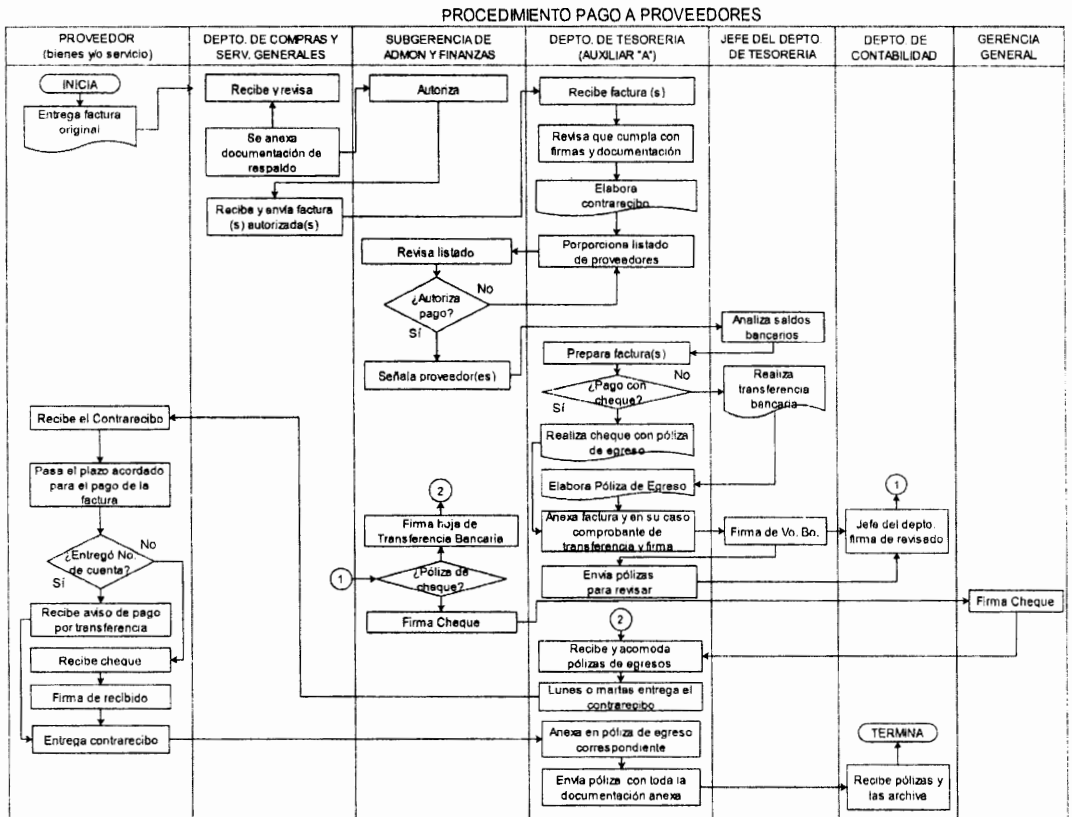 PROCEDIMIENTO PAGO A PROVEEDORES
PROVEEDOR
(bienes y/o servicio)
DEPTO. DE COMPRAS Y
SERV. GENERALES
SUBGERENCIA DE
ADMON Y FINANZAS
DEPTO. DE TESORERIA
(AUXILIAR "A")
JEFE DEL DEPTO
DE TESORERIA
DEPTO. DE
CONTABILIDAD
GERENCIA
GENERAL
INICIA
Entrega factura
original
Recibe y revisa
Se anexa
documentación de
respaldo
Autoriza
Recibe y envía factura
(s) autorizada(s)
Recibe factura (s)
Revisa que cumpla con
firmas y documentación
Elabora
contrarecibo
Porporciona listado
de proveedores
Revisa listado
¿Autoriza
pago?
No
Sí
Señala proveedor(es)
Analiza saldos
bancarios
Prepara factura(s)
¿Pago con
cheque?
No
Sí
Realiza
transferencia
bancaria
Realiza cheque con póliza
de egreso
Elabora Póliza de Egreso
Anexa factura y en su caso
comprobante de
transferencia y firma
Firma de Vo. Bo.
1
Jefe del depto.
firma de revisado
Envía pólizas
para revisar
2
Firma hoja de
Transferencia Bancaria
1
¿Póliza de
cheque?
Firma Cheque
Firma Cheque
2
Recibe y acomoda
pólizas de egresos
Lunes o martes entrega el
contrarecibo
Recibe el Contrarecibo
Pasa el plazo acordado
para el pago de la
factura
¿Entregó No.
de cuenta?
No
Sí
Recibe aviso de pago
por transferencia
Recibe cheque
Firma de recibido
Entrega contrarecibo
Anexa en póliza de egreso
correspondiente
Envía póliza con toda la
documentación anexa
Recibe pólizas y
las archiva
TERMINA